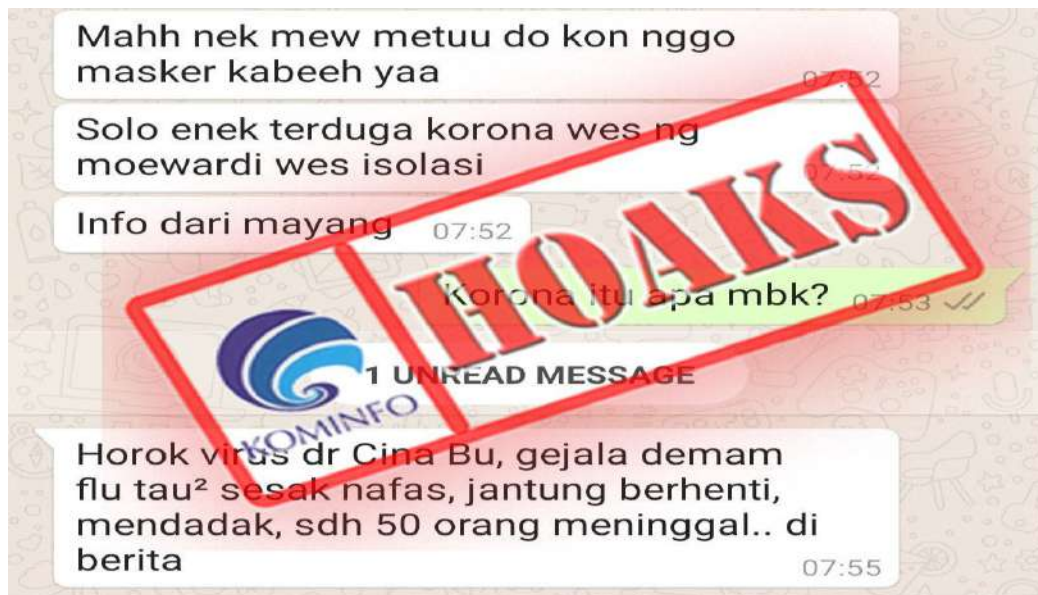 Mahh nek mew metuu do kon nggo
masker kabeeh yaa
07:52
Solo enek terduga korona wes ng
moewardi wes isolasi
07:52
Info dari mayang 07:52
HOAKS
Korona itu apa mbk? 07:53
1 UNREAD MESSAGE
KOMINFO
Horok virus dr Cina Bu, gejala demam
flu tau² sesak nafas, jantung berhenti,
mendadak, sdh 50 orang meninggal.. di
berita
07:55